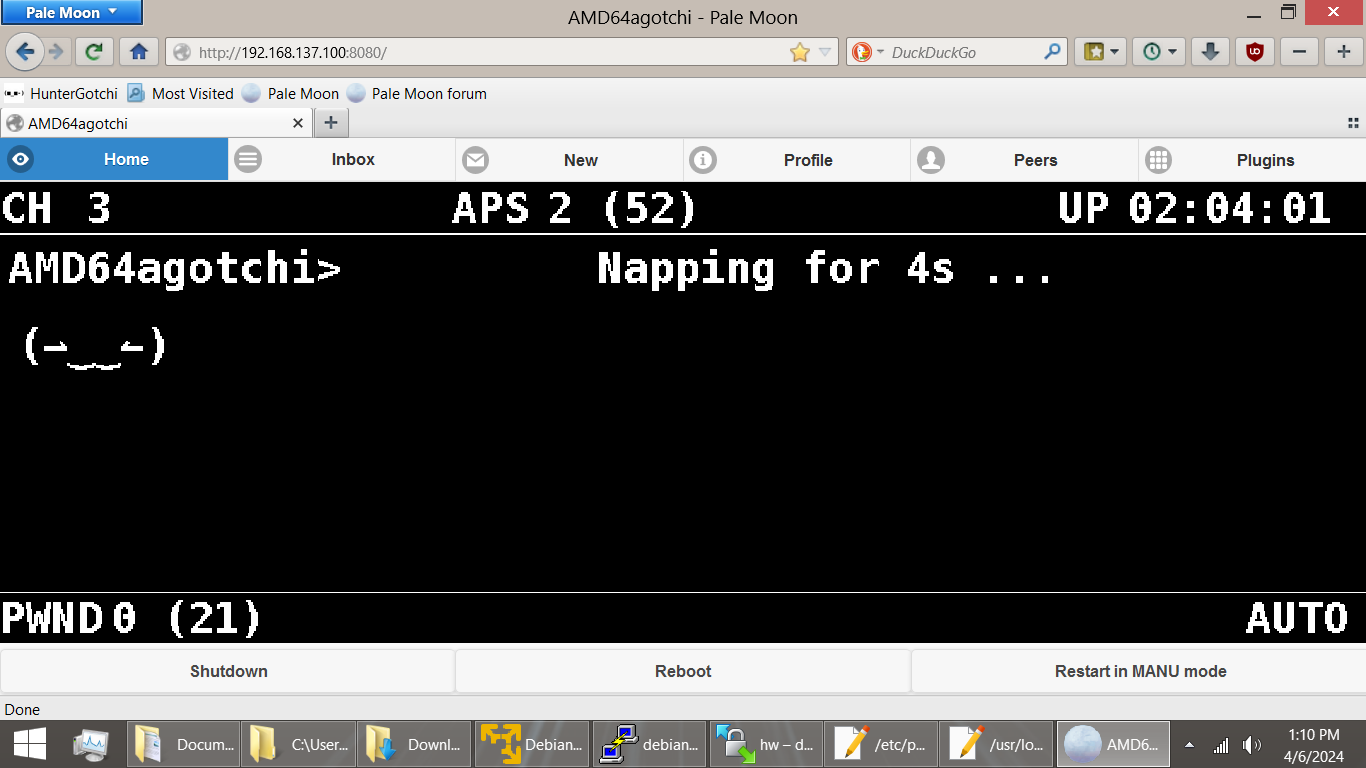 Pale Moon
AMD64agotchi - Pale Moon
http://192.168.137.100:8080/
DuckDuckGo
HunterGotchi Most Visited Pale Moon Pale Moon forum
AMD64agotchi
Home Inbox New Profile Peers Plugins
CH 3 APS 2 (52) UP 02:04:01
AMD64agotchi> Napping for 4s ...
(⇀‿‿↼)
PWND 0 (21) AUTO
Shutdown Reboot Restart in MANU mode
Done
Docum... C:\User... Downl... Debian... debian... hw – d... /etc/p... /usr/lo... AMD6... 1:10 PM
4/6/2024